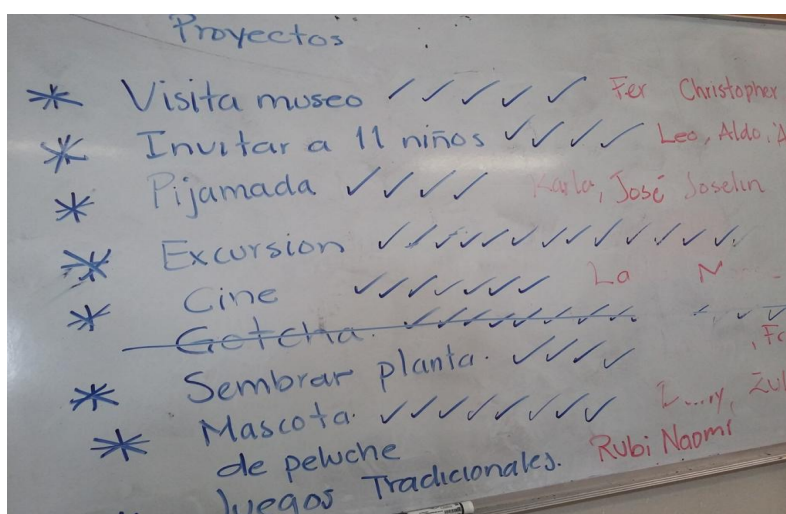 Proyectos
* Visita museo ✓ ✓ ✓ ✓ ✓ Fer Christopher
* Invitar a 11 niños ✓ ✓ ✓ ✓ Leo, Aldo,
* Pijamada ✓ ✓ ✓ ✓ Karla, José Joselin
* Excursion ✓ ✓ ✓ ✓ ✓ ✓ ✓ ✓ ✓ ✓ ✓ ✓ ✓
* Cine ✓ ✓ ✓ ✓ ✓ ✓ ✓ La
Gotcha. ✓ ✓ ✓ ✓ ✓ ✓ ✓ ✓ ✓ ✓ ✓
* Sembrar planta. ✓ ✓ ✓ ✓
* Mascota. ✓ ✓ ✓ ✓ ✓ ✓ ✓ ✓
de peluche Rubi Naomi
Juegos Tradicionales.